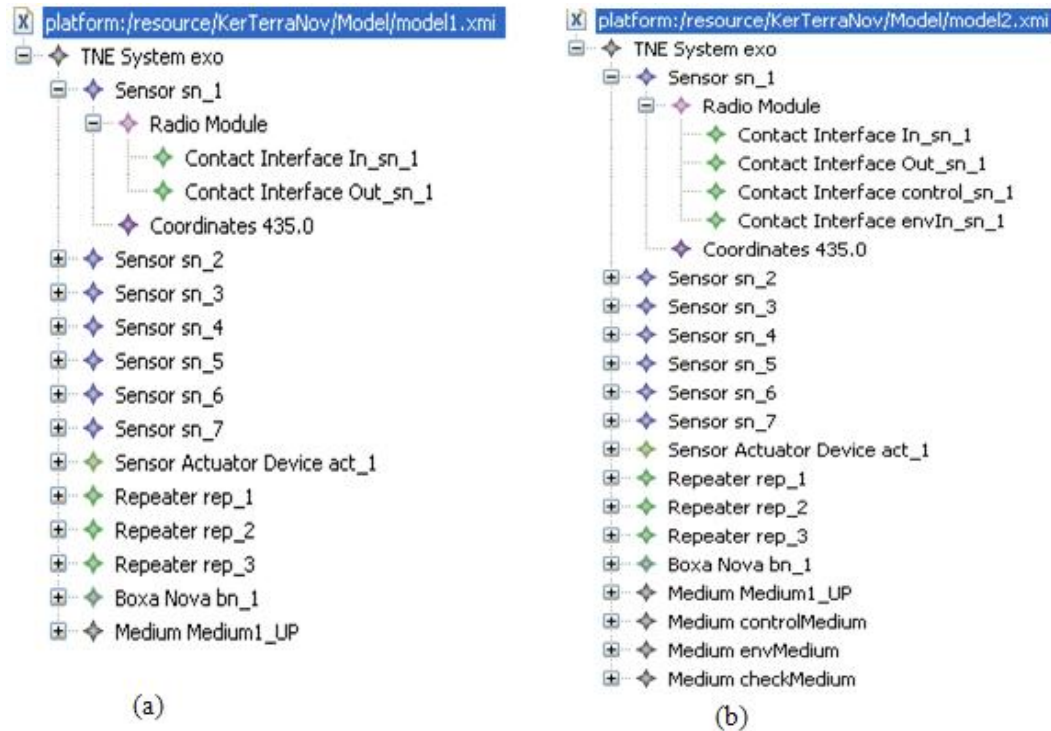 platform:/resource/KerTerraNov/Model/model1.xmi
TNE System exo
Sensor sn_1
Radio Module
Contact Interface In_sn_1
Contact Interface Out_sn_1
Coordinates 435.0
Sensor sn_2
Sensor sn_3
Sensor sn_4
Sensor sn_5
Sensor sn_6
Sensor sn_7
Sensor Actuator Device act_1
Repeater rep_1
Repeater rep_2
Repeater rep_3
Boxa Nova bn_1
Medium Medium1_UP
(a)
platform:/resource/KerTerraNov/Model/model2.xmi
TNE System exo
Sensor sn_1
Radio Module
Contact Interface In_sn_1
Contact Interface Out_sn_1
Contact Interface control_sn_1
Contact Interface envIn_sn_1
Coordinates 435.0
Sensor sn_2
Sensor sn_3
Sensor sn_4
Sensor sn_5
Sensor sn_6
Sensor sn_7
Sensor Actuator Device act_1
Repeater rep_1
Repeater rep_2
Repeater rep_3
Boxa Nova bn_1
Medium Medium1_UP
Medium controlMedium
Medium envMedium
Medium checkMedium
(b)